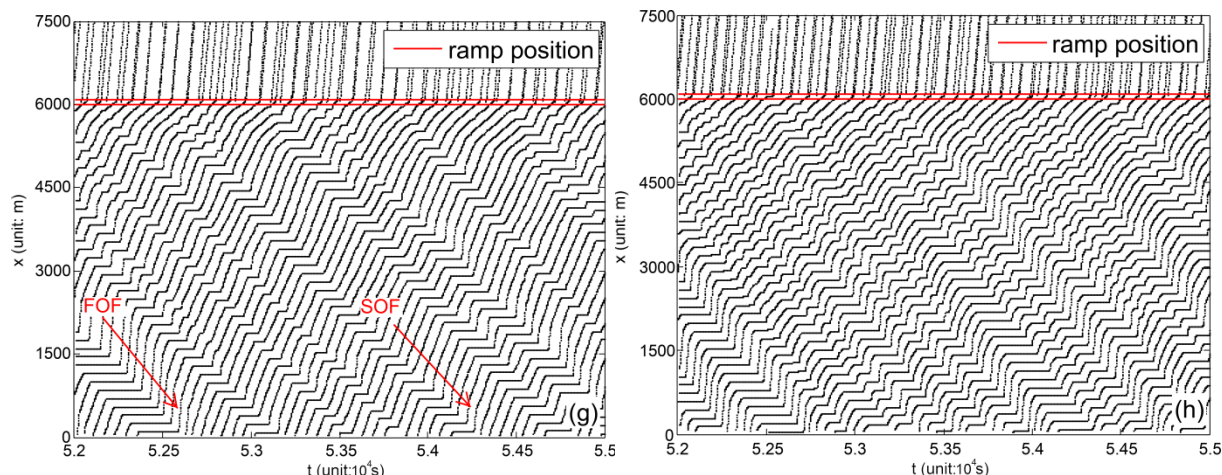 7500
6000
4500
3000
1500
0
x (unit: m)
ramp position
FOF
SOF
(g)
5.2
5.25
5.3
5.35
5.4
5.45
5.5
t (unit:10⁴s)
7500
6000
4500
3000
1500
0
x (unit: m)
ramp position
(h)
5.2
5.25
5.3
5.35
5.4
5.45
5.5
t (unit:10⁴s)